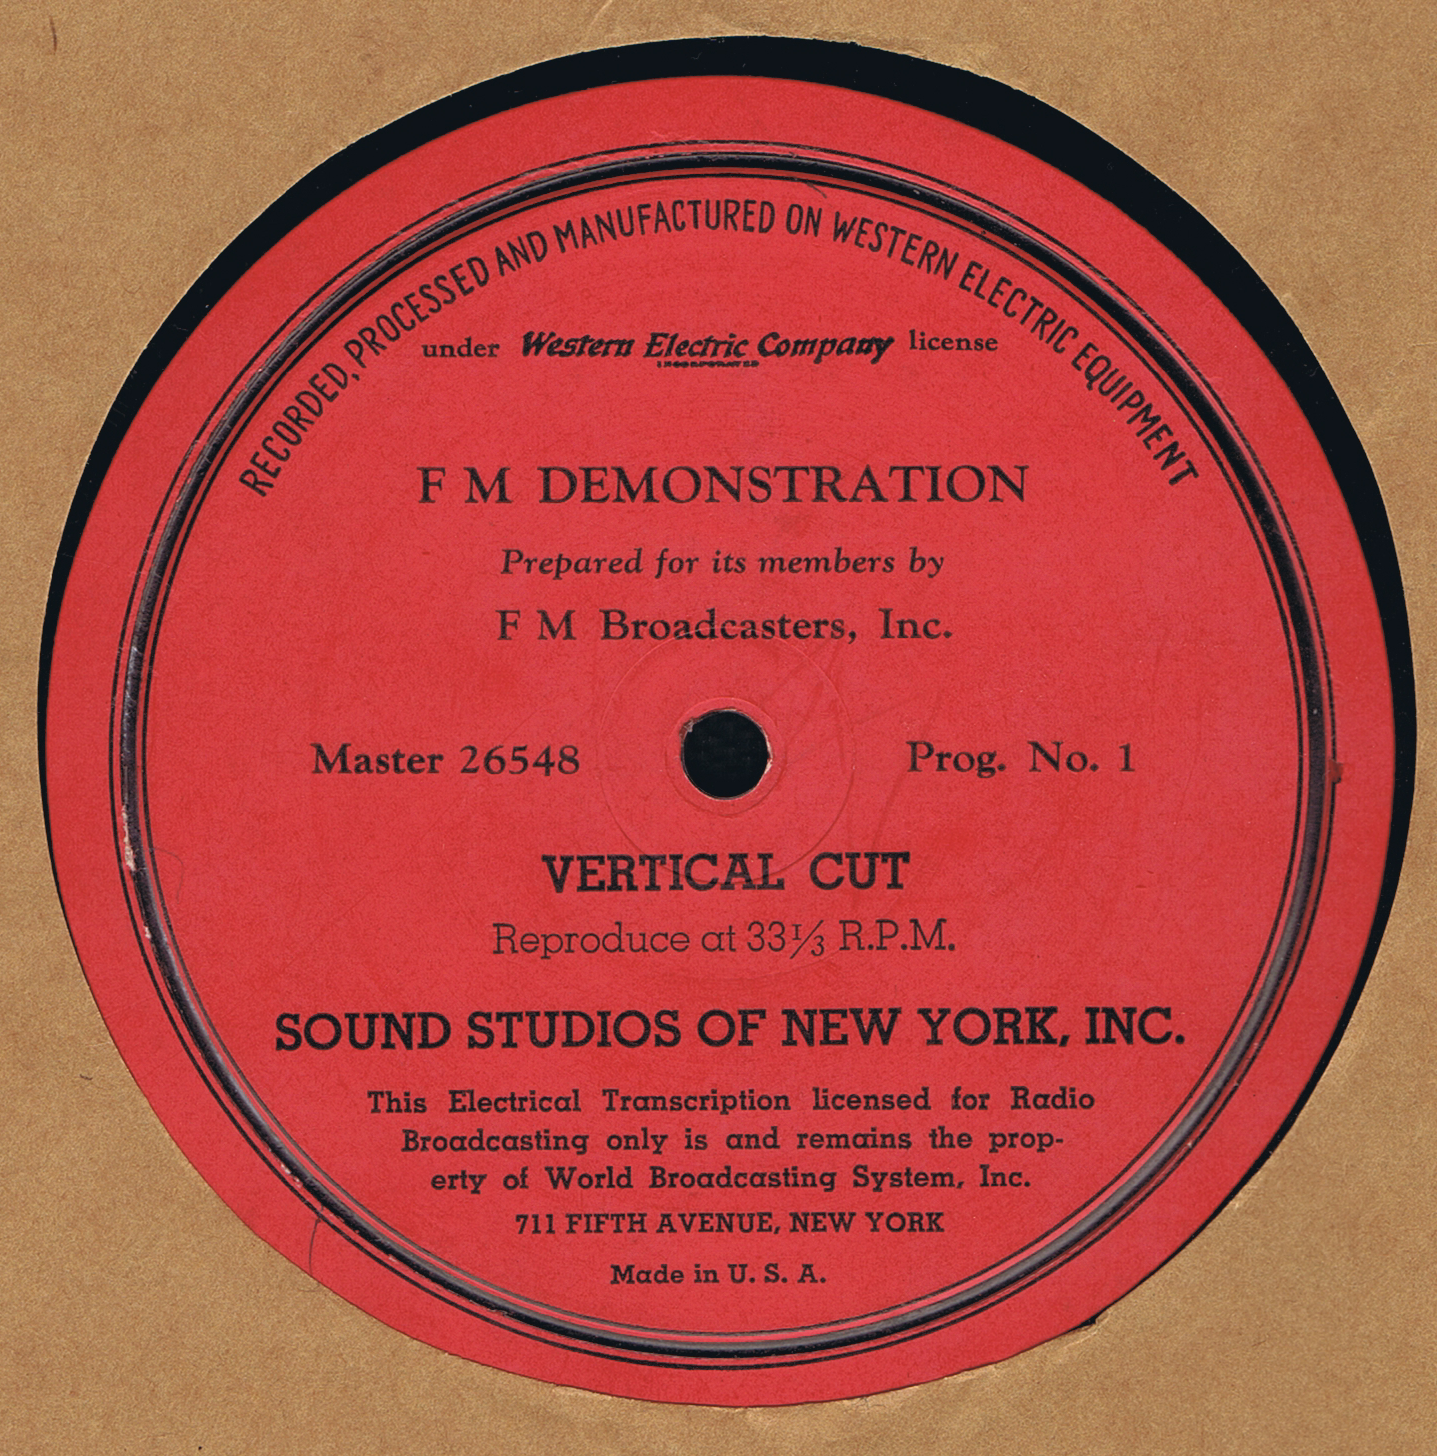 RECORDED, PROCESSED AND MANUFACTURED ON WESTERN ELECTRIC EQUIPMENT
under Western Electric Company license
INCORPORATED
F M DEMONSTRATION
Prepared for its members by
F M Broadcasters, Inc.
Master 26548 Prog. No. 1
VERTICAL CUT
Reproduce at 33 1/3 R.P.M.
SOUND STUDIOS OF NEW YORK, INC.
This Electrical Transcription licensed for Radio
Broadcasting only is and remains the prop-
erty of World Broadcasting System, Inc.
711 FIFTH AVENUE, NEW YORK
Made in U. S. A.